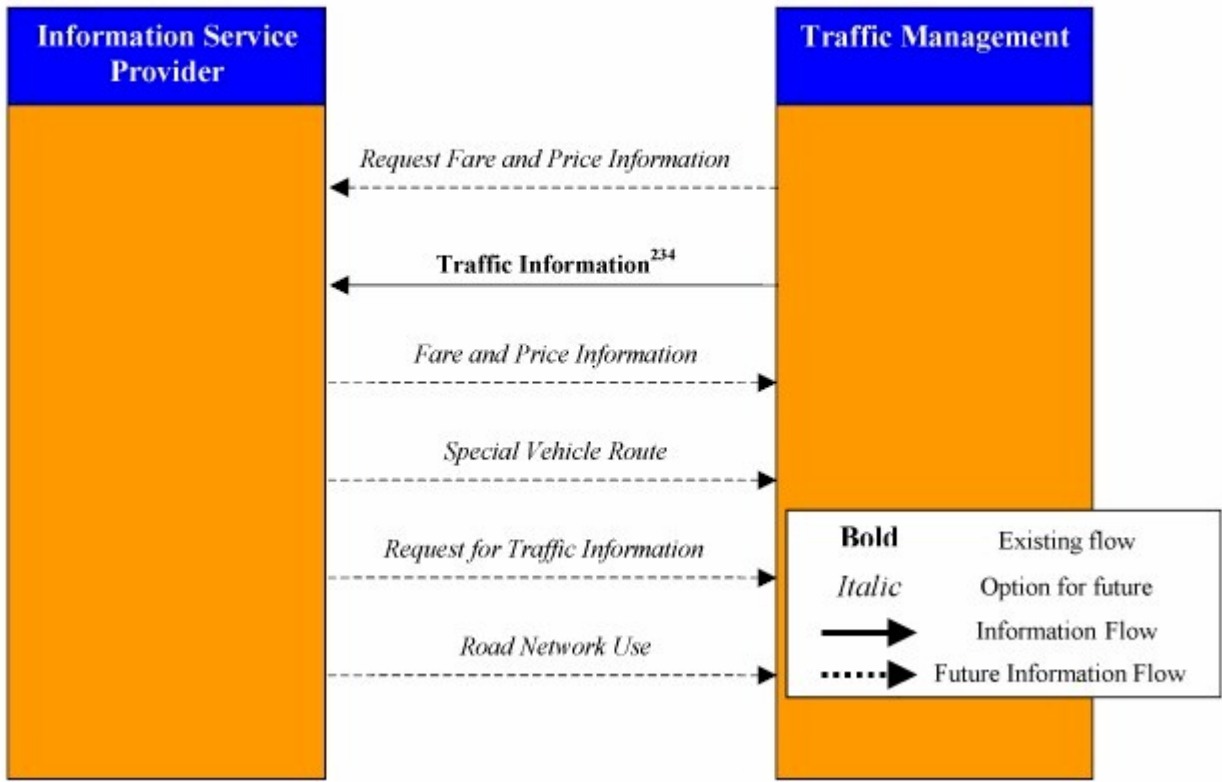 Information Service
Provider
Traffic Management
Request Fare and Price Information
Traffic Information234
Fare and Price Information
Special Vehicle Route
Request for Traffic Information
Road Network Use
Bold Existing flow
Italic Option for future
Information Flow
Future Information Flow